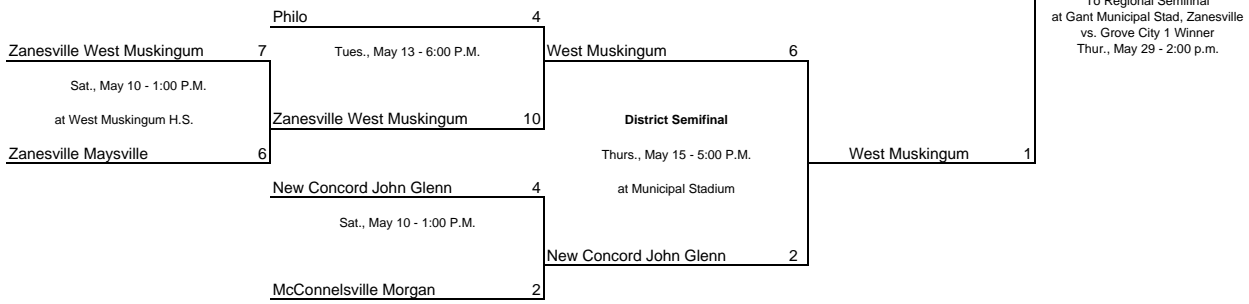 To Regional Semifinal
at Gant Municipal Stad, Zanesville
vs. Grove City 1 Winner
Thur., May 29 - 2:00 p.m.
Philo 4
Zanesville West Muskingum 7
Tues., May 13 - 6:00 P.M.
West Muskingum 6
Sat., May 10 - 1:00 P.M.
at West Muskingum H.S.
Zanesville West Muskingum 10
District Semifinal
Zanesville Maysville 6
Thurs., May 15 - 5:00 P.M.
West Muskingum 1
New Concord John Glenn 4
at Municipal Stadium
Sat., May 10 - 1:00 P.M.
New Concord John Glenn 2
McConnelsville Morgan 2